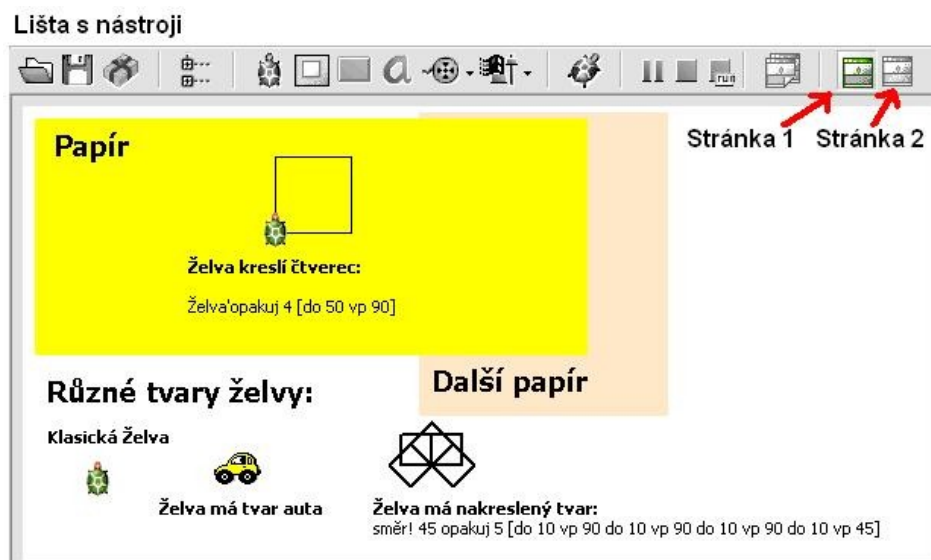 Lišta s nástroji
run
Stránka 1
Stránka 2
Papír
Želva kreslí čtverec:
Želva'opakuj 4 [do 50 vp 90]
Další papír
Různé tvary želvy:
Klasická Želva
Želva má tvar auta
Želva má nakreslený tvar:
směr! 45 opakuj 5 [do 10 vp 90 do 10 vp 90 do 10 vp 90 do 10 vp 45]